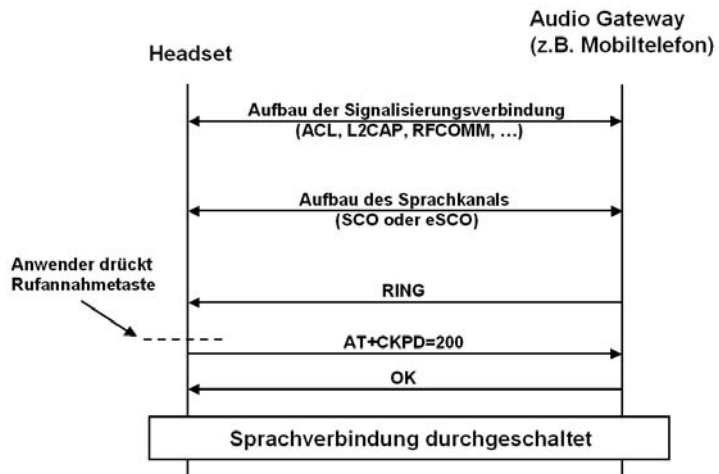 Audio Gateway
(z.B. Mobiltelefon)
Headset
Aufbau der Signalisierungsverbindung
(ACL, L2CAP, RFCOMM, ...)
Aufbau des Sprachkanals
(SCO oder eSCO)
Anwender drückt
Rufannahmetaste
RING
AT+CKPD=200
OK
Sprachverbindung durchgeschaltet